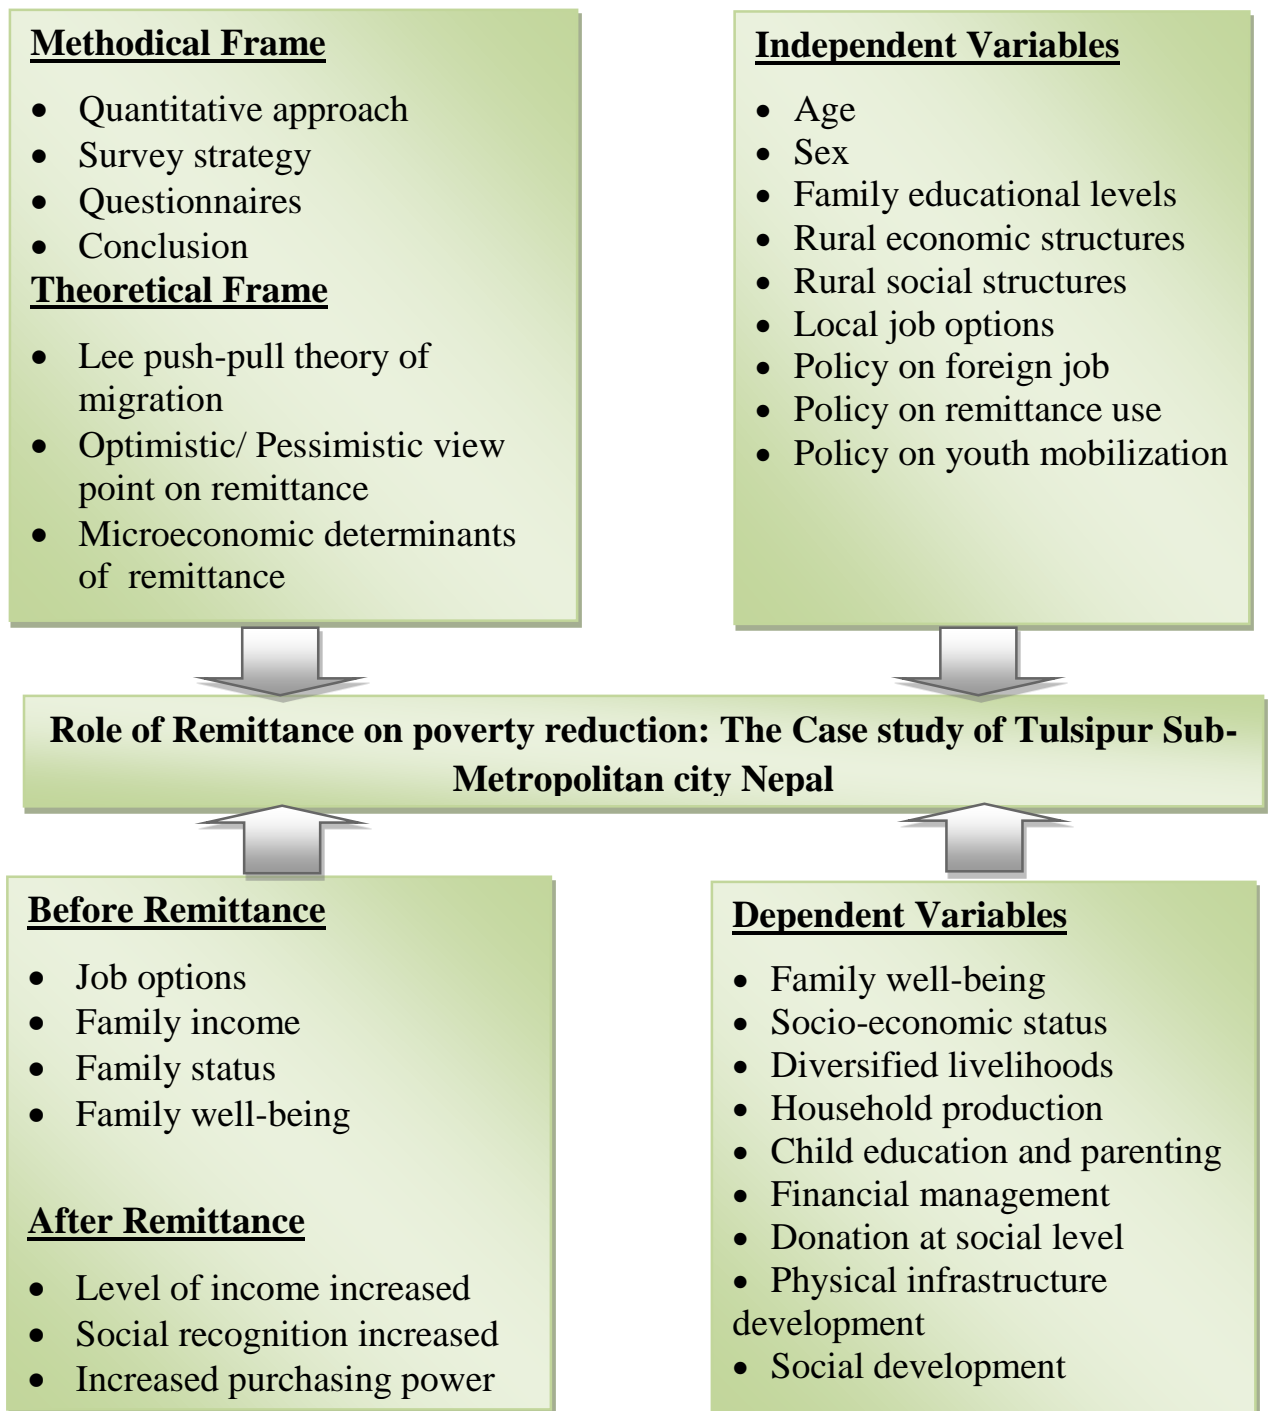 Methodical Frame
• Quantitative approach
• Survey strategy
• Questionnaires
• Conclusion
Theoretical Frame
• Lee push-pull theory of
migration
• Optimistic/ Pessimistic view
point on remittance
• Microeconomic determinants
of remittance
Independent Variables
• Age
• Sex
• Family educational levels
• Rural economic structures
• Rural social structures
• Local job options
• Policy on foreign job
• Policy on remittance use
• Policy on youth mobilization
Role of Remittance on poverty reduction: The Case study of Tulsipur Sub-
Metropolitan city Nepal
Before Remittance
• Job options
• Family income
• Family status
• Family well-being
After Remittance
• Level of income increased
• Social recognition increased
• Increased purchasing power
Dependent Variables
• Family well-being
• Socio-economic status
• Diversified livelihoods
• Household production
• Child education and parenting
• Financial management
• Donation at social level
• Physical infrastructure
development
• Social development